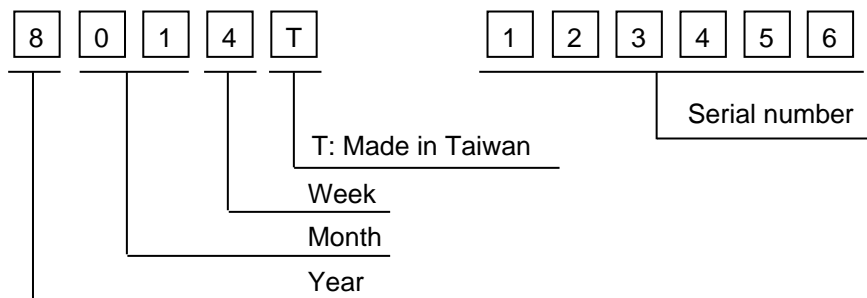 8 0 1 4 T 1 2 3 4 5 6
Serial number
T: Made in Taiwan
Week
Month
Year